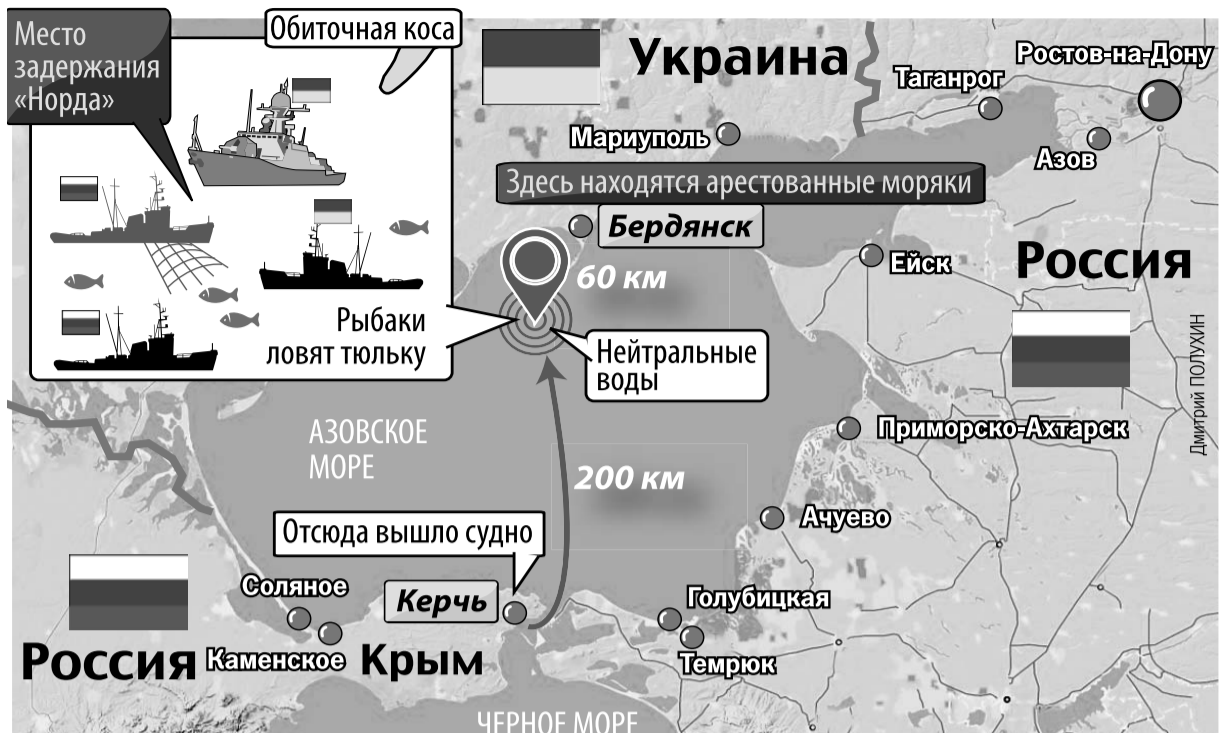 Место
задержания
«Норда»
Обиточная коса
Украина
Таганрог
Ростов-на-Дону
Мариуполь
Азов
Здесь находятся арестованные моряки
Бердянск
Ейск
Россия
60 км
Рыбаки
ловят тюльку
Нейтральные
воды
Дмитрий ПОЛУХИН
АЗОВСКОЕ
МОРЕ
Приморско-Ахтарск
200 км
Ачуево
Отсюда вышло судно
Соляное
Керчь
Голубицкая
Россия
Каменское
Крым
Темрюк
ЧЕРНОЕ МОРЕ